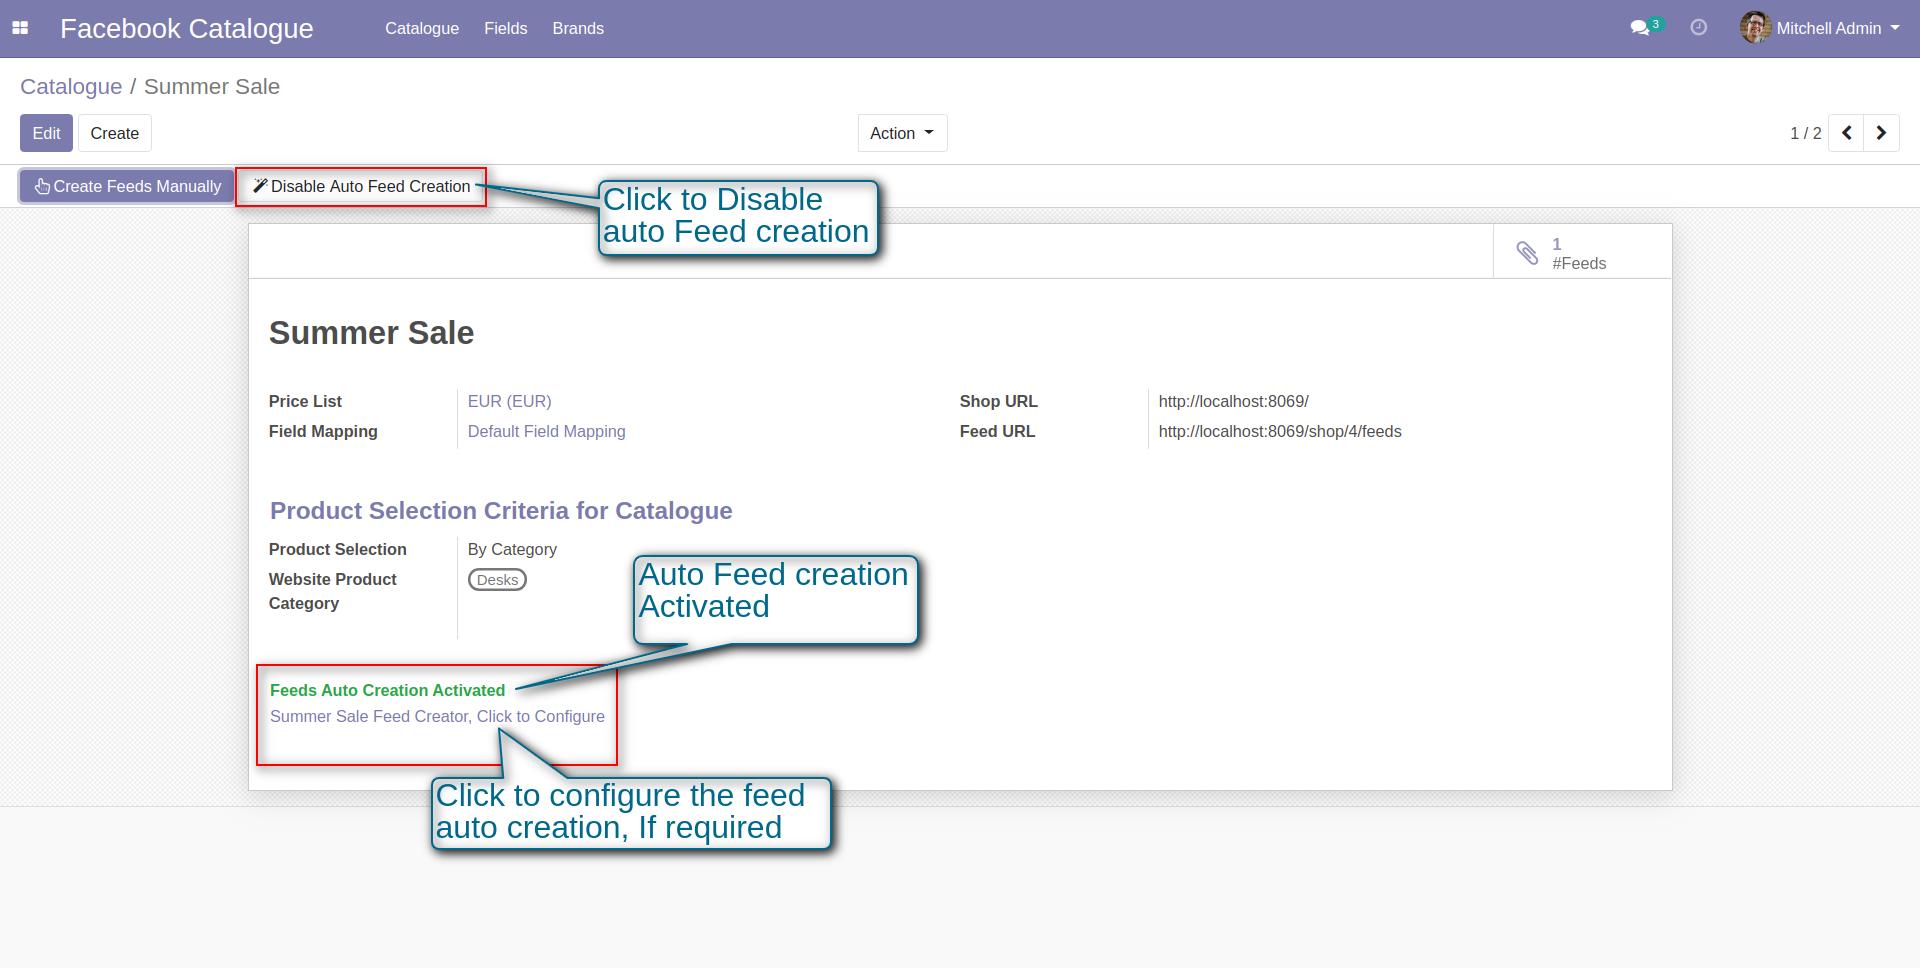 Facebook Catalogue
Catalogue Fields Brands
3
Mitchell Admin
Catalogue / Summer Sale
Edit Create
Action
1 / 2
Create Feeds Manually
Disable Auto Feed Creation
Click to Disable
auto Feed creation
1
#Feeds
Summer Sale
Price List EUR (EUR)
Field Mapping Default Field Mapping
Shop URL http://localhost:8069/
Feed URL http://localhost:8069/shop/4/feeds
Product Selection Criteria for Catalogue
Product Selection By Category
Website Product
Category
Desks
Auto Feed creation
Activated
Feeds Auto Creation Activated
Summer Sale Feed Creator, Click to Configure
Click to configure the feed
auto creation, If required